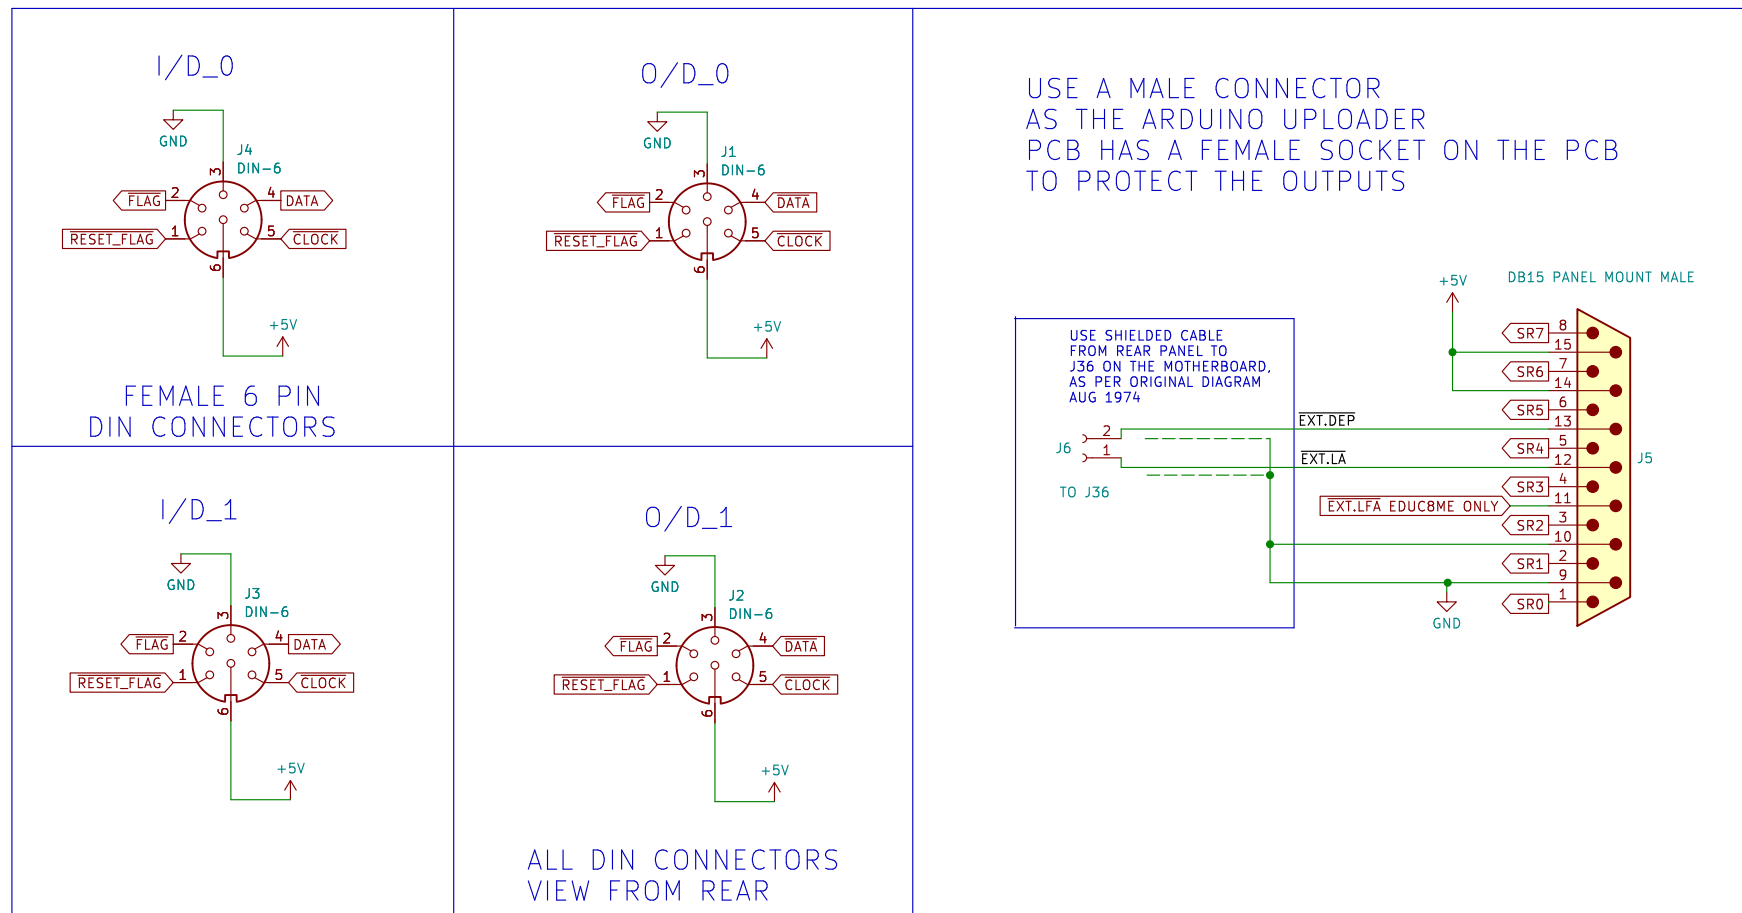 I/D_0
GND
J4
DIN-6
3
FLAG 2
4 DATA
RESET_FLAG 1
5 CLOCK
6
+5V
FEMALE 6 PIN
DIN CONNECTORS
O/D_0
GND
J1
DIN-6
3
FLAG 2
4 DATA
RESET_FLAG 1
5 CLOCK
6
+5V
I/D_1
GND
J3
DIN-6
3
FLAG 2
4 DATA
RESET_FLAG 1
5 CLOCK
6
+5V
O/D_1
GND
J2
DIN-6
3
FLAG 2
4 DATA
RESET_FLAG 1
5 CLOCK
6
+5V
ALL DIN CONNECTORS
VIEW FROM REAR
USE A MALE CONNECTOR
AS THE ARDUINO UPLOADER
PCB HAS A FEMALE SOCKET ON THE PCB
TO PROTECT THE OUTPUTS
USE SHIELDED CABLE
FROM REAR PANEL TO
J36 ON THE MOTHERBOARD,
AS PER ORIGINAL DIAGRAM
AUG 1974
J6
2
1
TO J36
DB15 PANEL MOUNT MALE
+5V
SR7 8
15
SR6 7
14
SR5 6
EXT.DEP 13
SR4 5
EXT.LA 12
J5
SR3 4
EXT.LFA EDUC8ME ONLY 11
SR2 3
10
SR1 2
9
SR0 1
GND